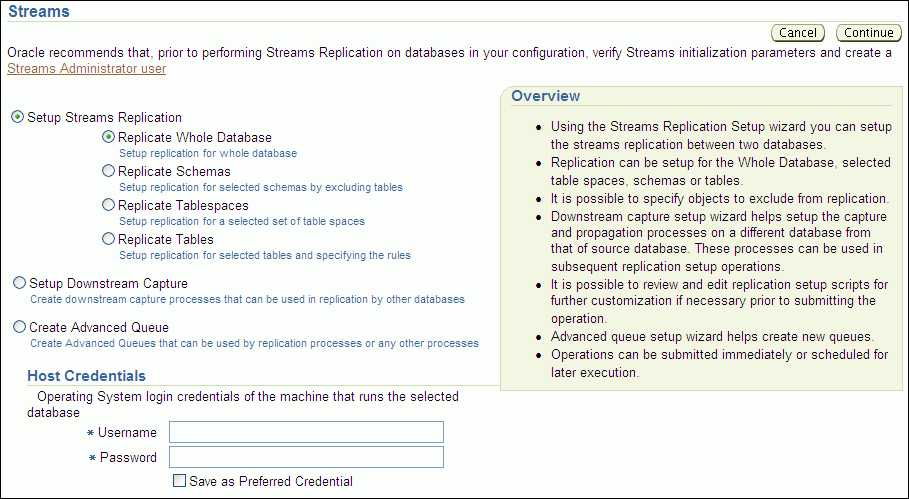 Streams
Cancel Continue
Oracle recommends that, prior to performing Streams Replication on databases in your configuration, verify Streams initialization parameters and create a
Streams Administrator user
Setup Streams Replication
Replicate Whole Database
Setup replication for whole database
Replicate Schemas
Setup replication for selected schemas by excluding tables
Replicate Tablespaces
Setup replication for a selected set of table spaces
Replicate Tables
Setup replication for selected tables and specifying the rules
Setup Downstream Capture
Create downstream capture processes that can be used in replication by other databases
Create Advanced Queue
Create Advanced Queues that can be used by replication processes or any other processes
Overview
• Using the Streams Replication Setup wizard you can setup
the streams replication between two databases.
• Replication can be setup for the Whole Database, selected
table spaces, schemas or tables.
• It is possible to specify objects to exclude from replication.
• Downstream capture setup wizard helps setup the capture
and propagation processes on a different database from
that of source database. These processes can be used in
subsequent replication setup operations.
• It is possible to review and edit replication setup scripts for
further customization if necessary prior to submitting the
operation.
• Advanced queue setup wizard helps create new queues.
• Operations can be submitted immediately or scheduled for
later execution.
Host Credentials
Operating System login credentials of the machine that runs the selected
database
* Username
* Password
Save as Preferred Credential